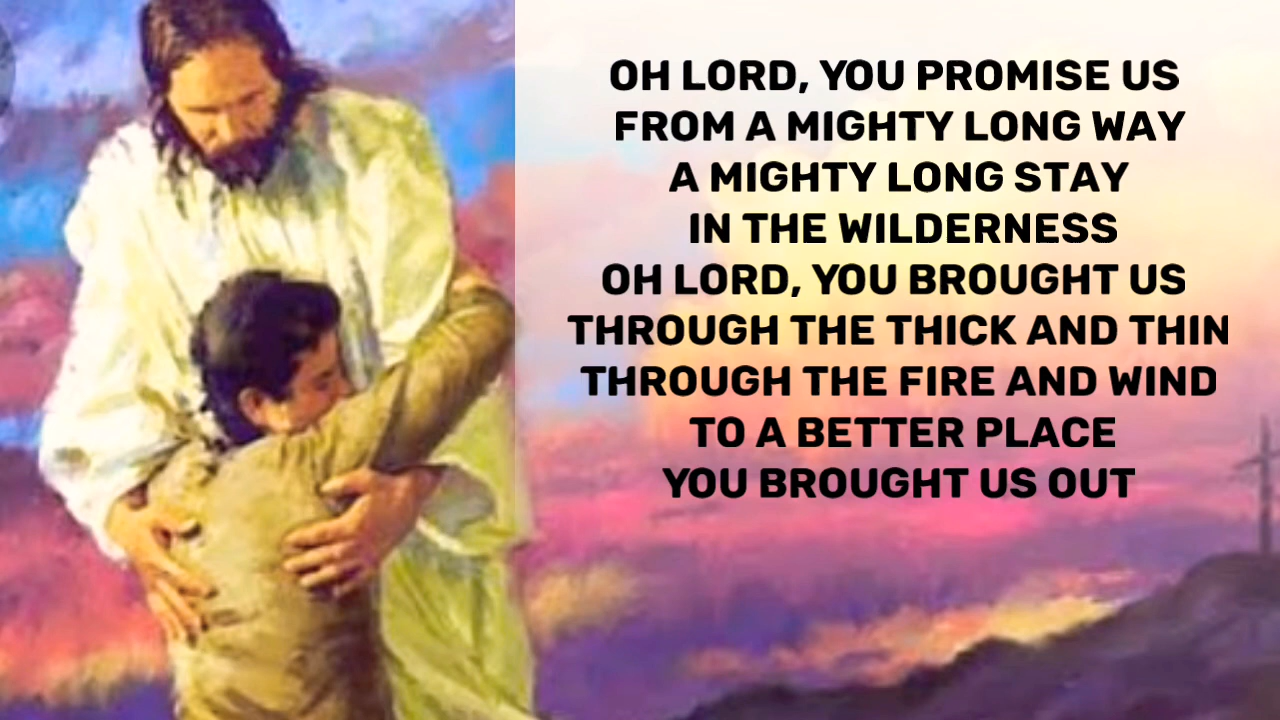 OH LORD, YOU PROMISE US
FROM A MIGHTY LONG WAY
A MIGHTY LONG STAY
IN THE WILDERNESS
OH LORD, YOU BROUGHT US
THROUGH THE THICK AND THIN
THROUGH THE FIRE AND WIND
TO A BETTER PLACE
YOU BROUGHT US OUT